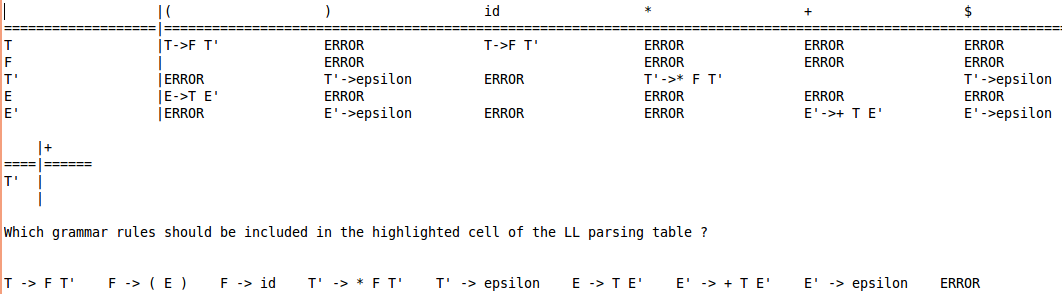 |( ) id * + $
==================|==================================================
T |T->F T' ERROR T->F T' ERROR ERROR ERROR
F | ERROR ERROR ERROR ERROR
T' |ERROR T'->epsilon ERROR T'->* F T' T'->epsilon
E |E->T E' ERROR ERROR ERROR ERROR
E' |ERROR E'->epsilon ERROR ERROR E'->+ T E' E'->epsilon
|+
====|======
T' |
|
Which grammar rules should be included in the highlighted cell of the LL parsing table ?
T -> F T' F -> ( E ) F -> id T' -> * F T' T' -> epsilon E -> T E' E' -> + T E' E' -> epsilon ERROR